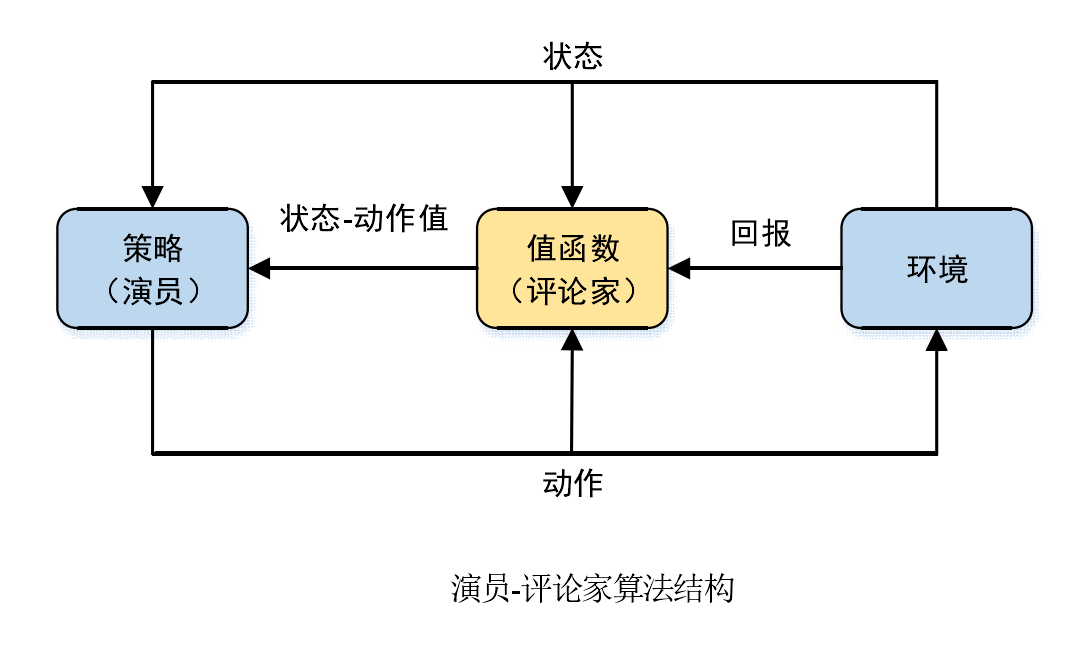 状态
状态-动作值
回报
策略
（演员）
值函数
（评论家）
环境
动作
演员-评论家算法结构